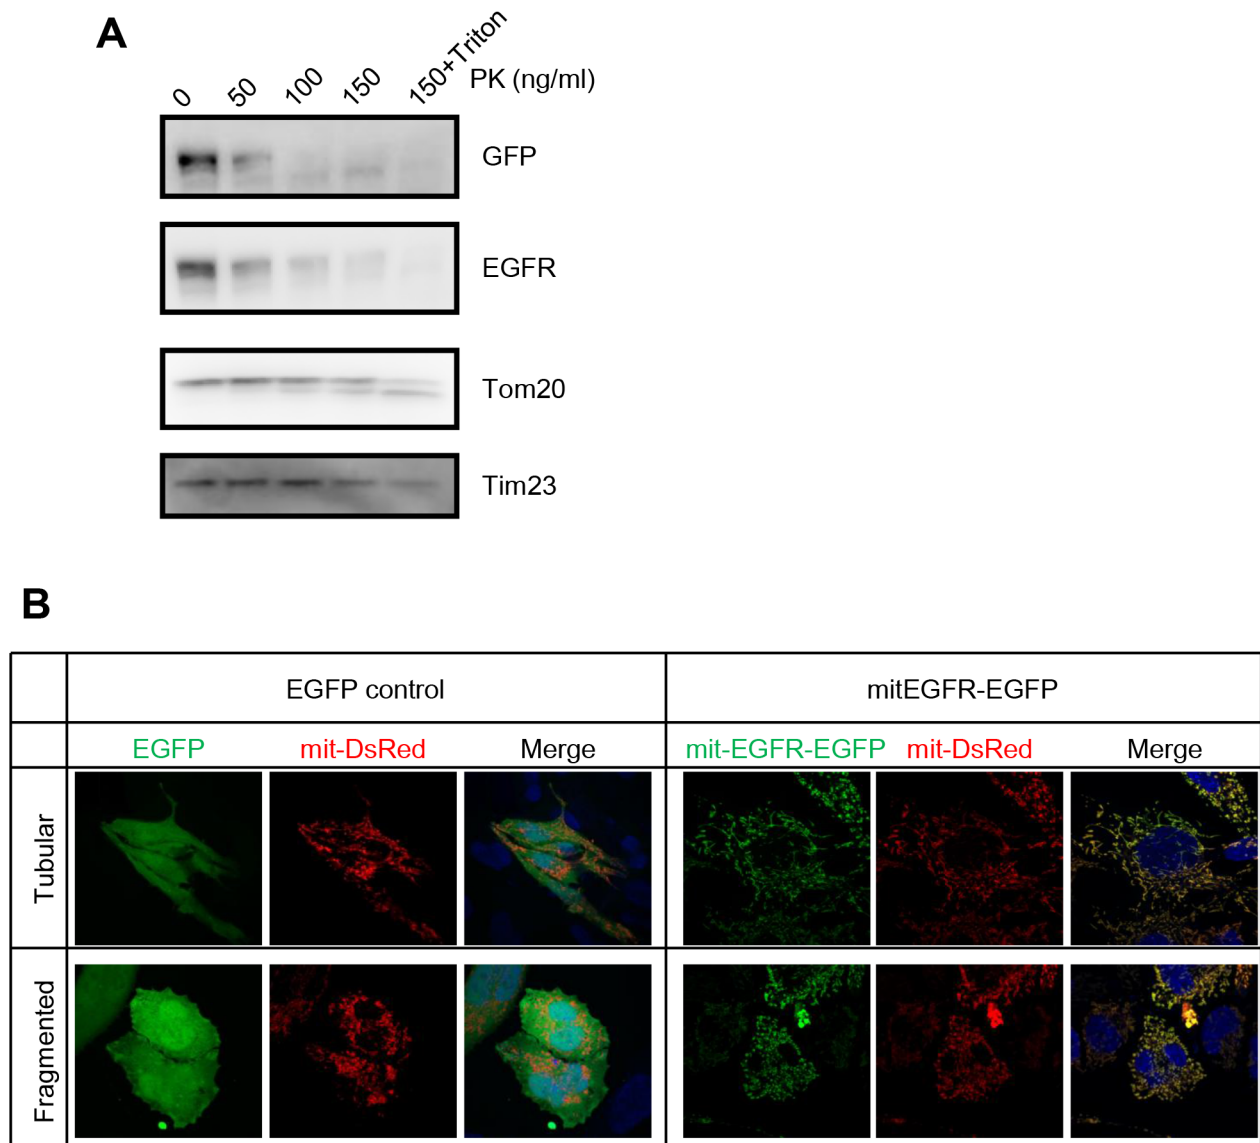 A
0 50 100 150 150+Triton PK (ng/ml)
GFP
EGFR
Tom20
Tim23
B
EGFP control mitEGFR-EGFP
EGFP mit-DsRed Merge mit-EGFR-EGFP mit-DsRed Merge
Tubular
Fragmented